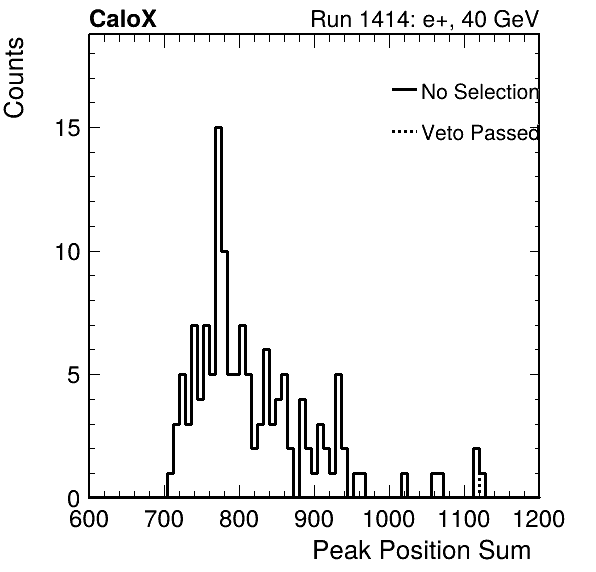 CaloX Run 1414: e+, 40 GeV
Counts
No Selection
Veto Passed
15
10
5
0
600 700 800 900 1000 1100 1200
Peak Position Sum